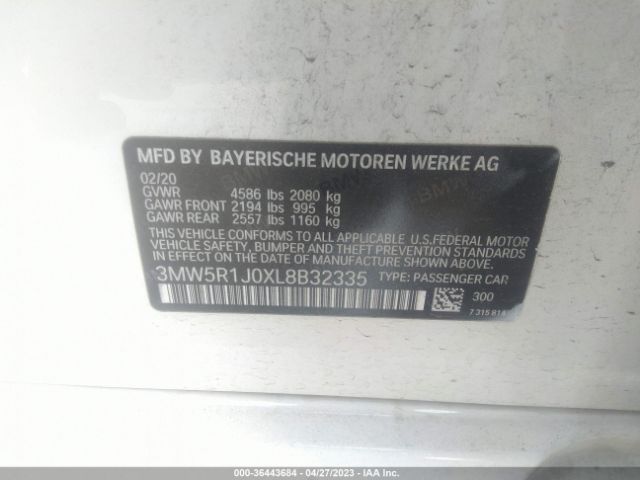 MFD BY BAYERISCHE MOTOREN WERKE AG
02/20
GVWR 4586 lbs 2080 kg
GAWR FRONT 2194 lbs 995 kg
GAWR REAR 2557 lbs 1160 kg
THIS VEHICLE CONFORMS TO ALL APPLICABLE U.S.FEDERAL MOTOR
VEHICLE SAFETY, BUMPER AND THEFT PREVENTION STANDARDS
IN EFFECT ON THE DATE OF MANUFACTURE SHOWN ABOVE.
3MW5R1J0XL8B32335 TYPE: PASSENGER CAR
300
7 315 814
000-36443684 - 04/27/2023 - IAA, Inc.